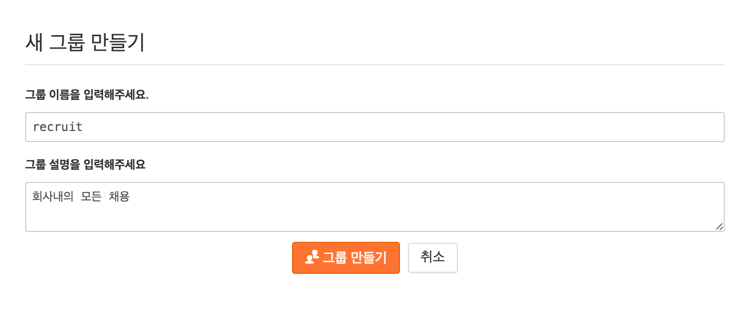 새 그룹 만들기
그룹 이름을 입력해주세요.
recruit
그룹 설명을 입력해주세요
회사내의 모든 채용
그룹 만들기 취소